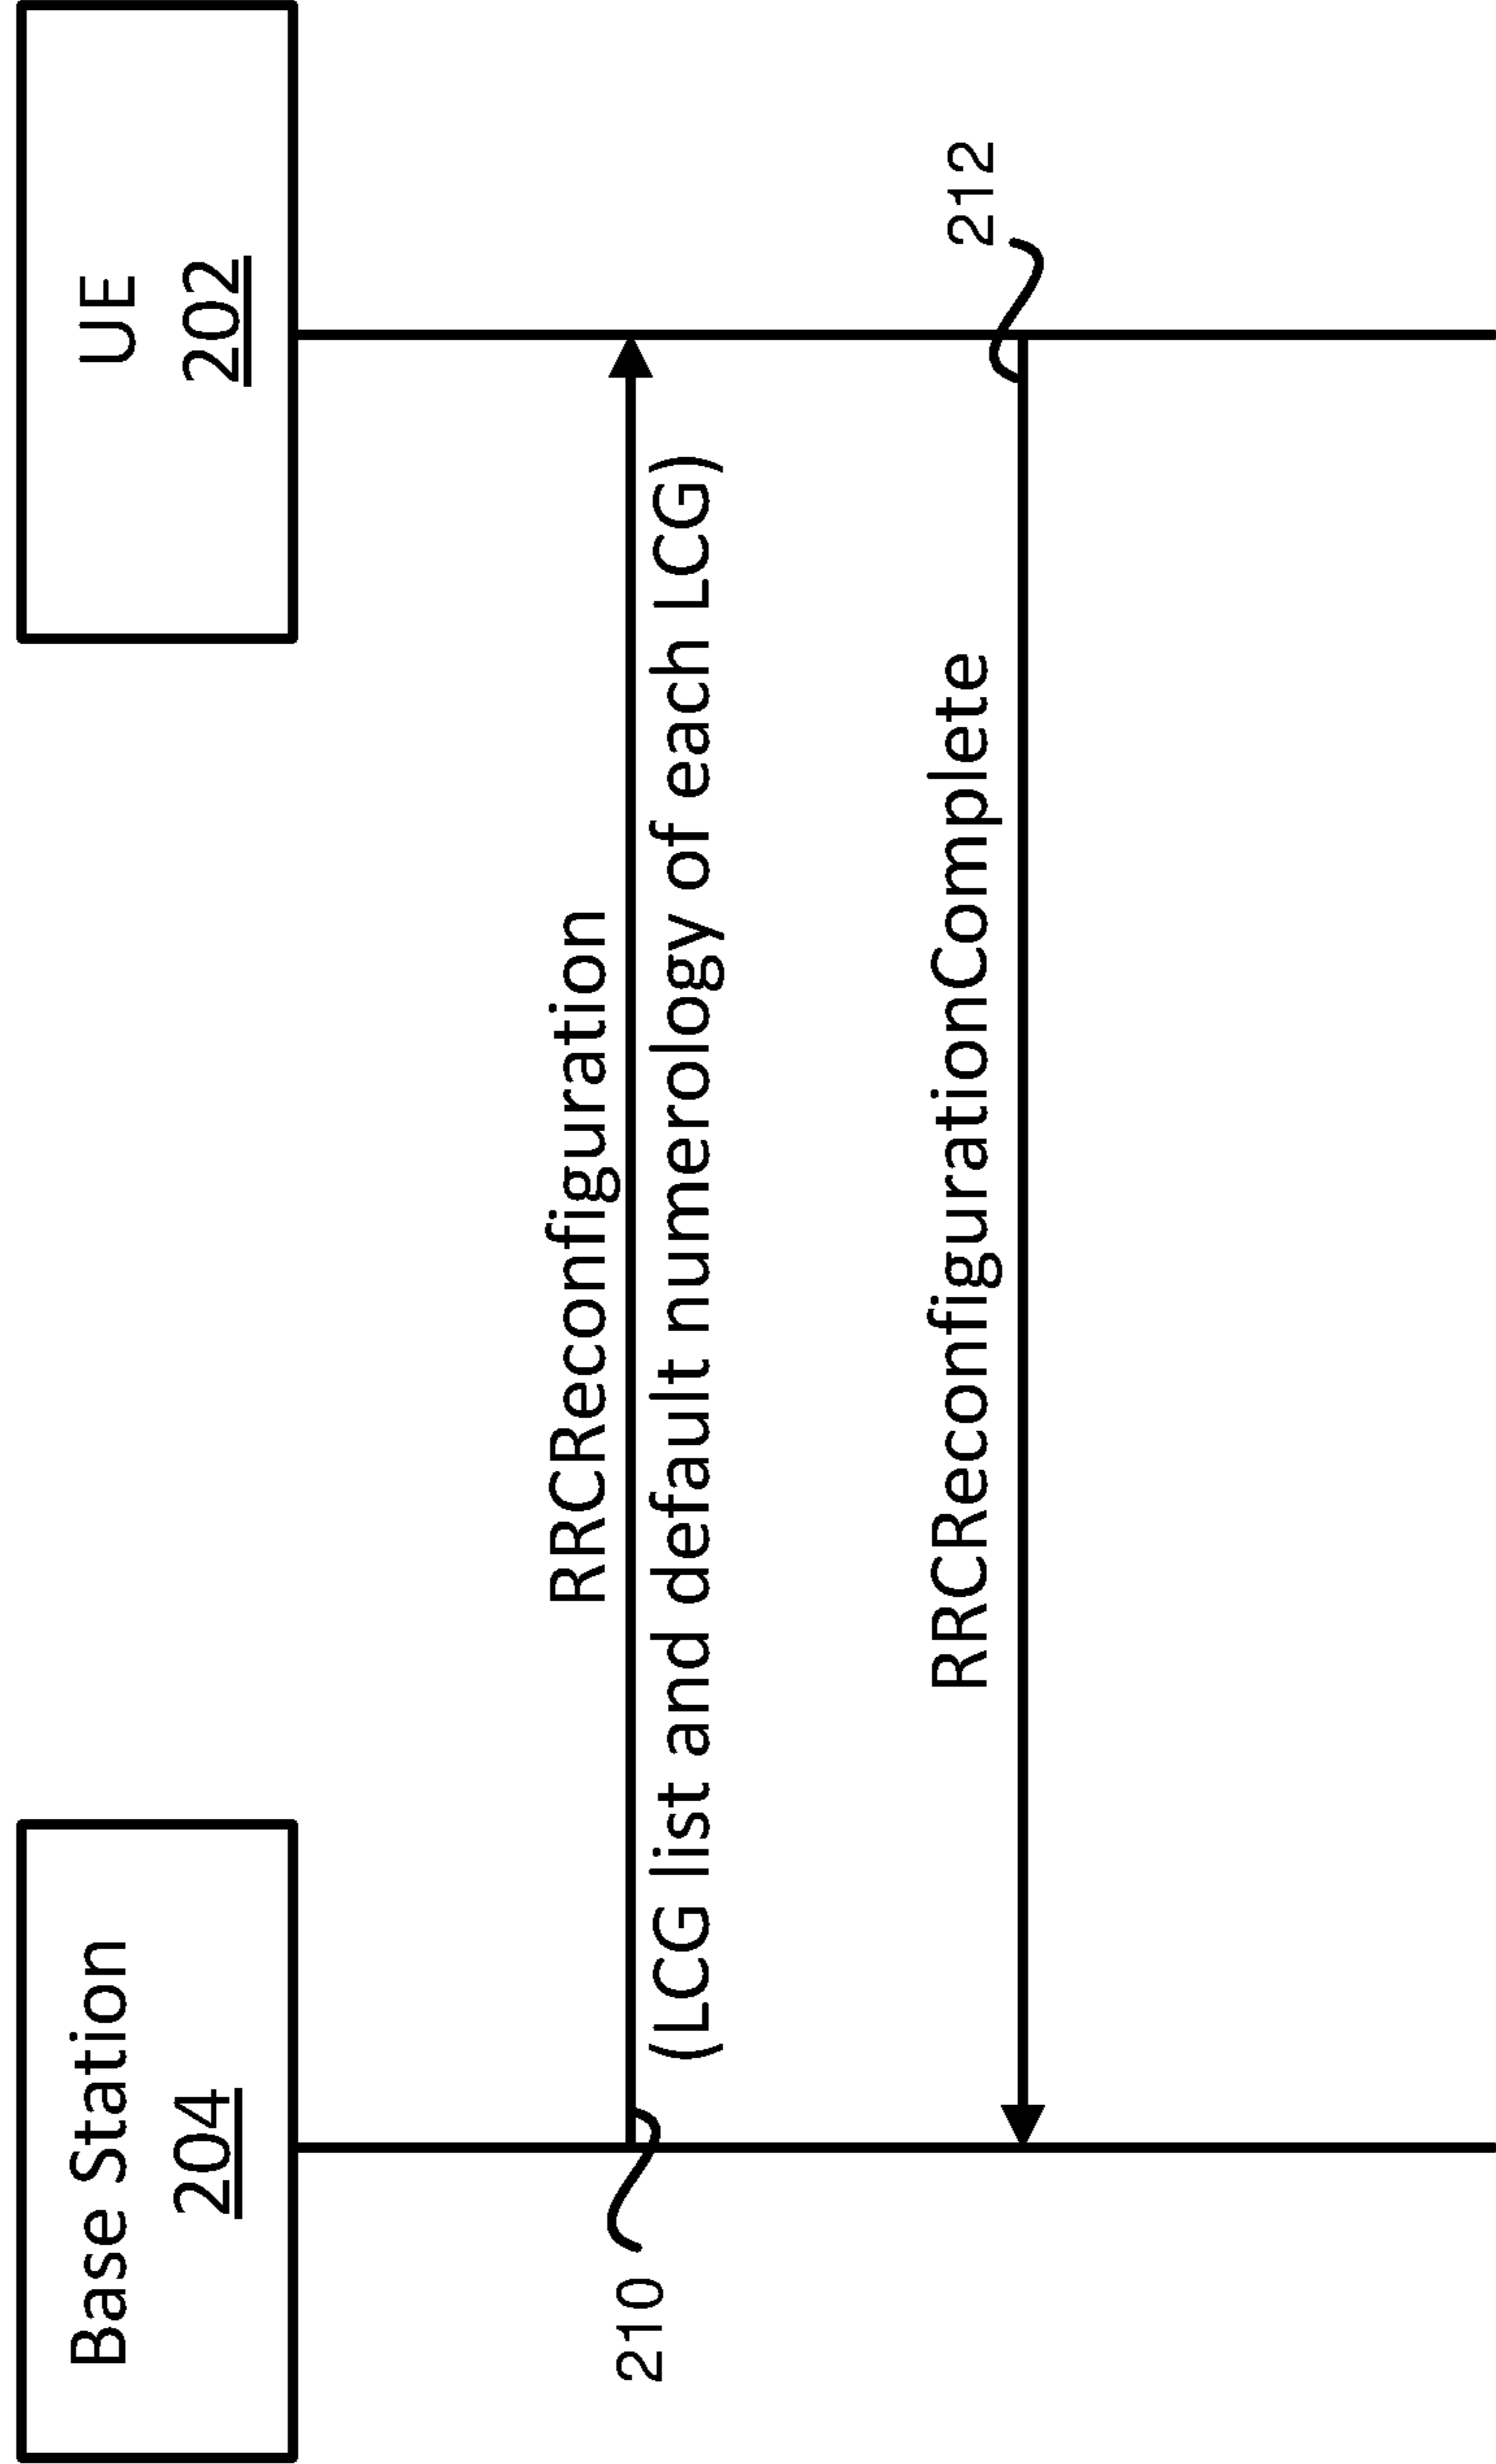 Base Station
204
UE
202
RRCReconfiguration
210
(LCG list and default numerology of each LCG)
212
RRCReconfigurationComplete